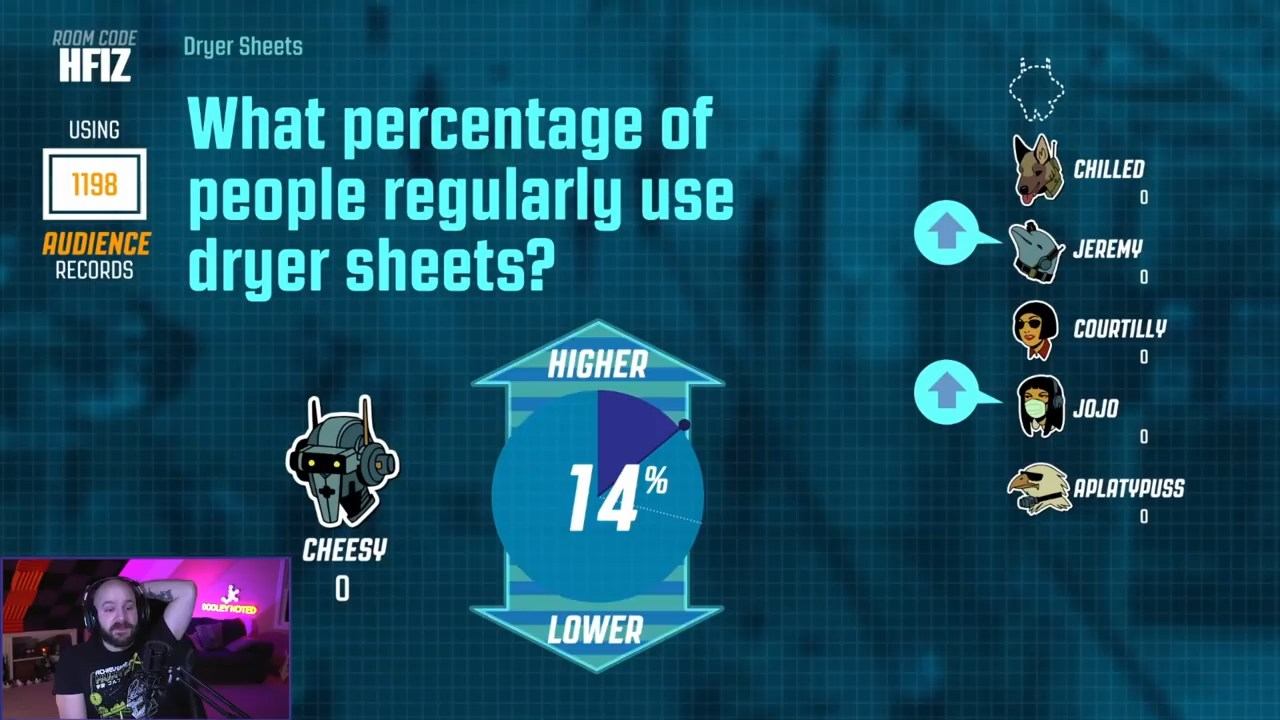 ROOM CODE
HFIZ
Dryer Sheets
What percentage of
people regularly use
dryer sheets?
USING
1198
AUDIENCE
RECORDS
HIGHER
14%
LOWER
CHEESY
0
CHILLED
0
JEREMY
0
COURTILLY
0
JOJO
0
APLATYPUSS
0
DOOLEYNOTED